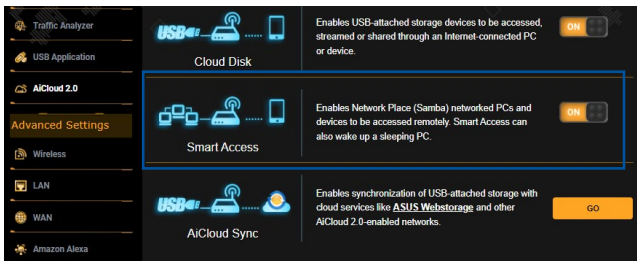 Traffic Analyzer
USB Application
AiCloud 2.0
Advanced Settings
Wireless
LAN
WAN
Amazon Alexa
USB
Cloud Disk
Enables USB-attached storage devices to be accessed,
streamed or shared through an Internet-connected PC
or device.
ON
Smart Access
Enables Network Place (Samba) networked PCs and
devices to be accessed remotely. Smart Access can
also wake up a sleeping PC.
ON
USB
AiCloud Sync
Enables synchronization of USB-attached storage with
cloud services like ASUS Webstorage and other
AiCloud 2.0-enabled networks.
GO